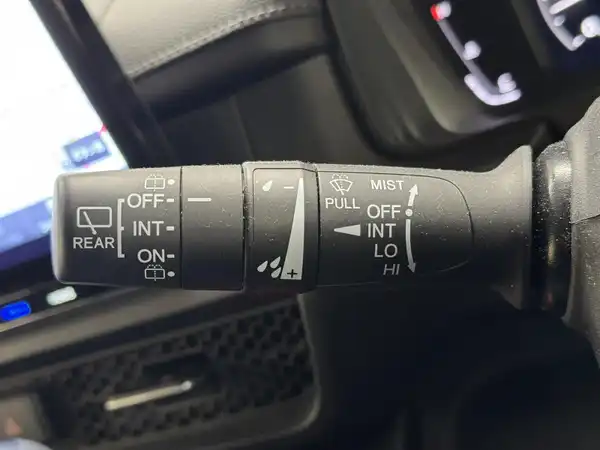 OFF
INT
ON
REAR
-
+
PULL
MIST
OFF
INT
LO
HI